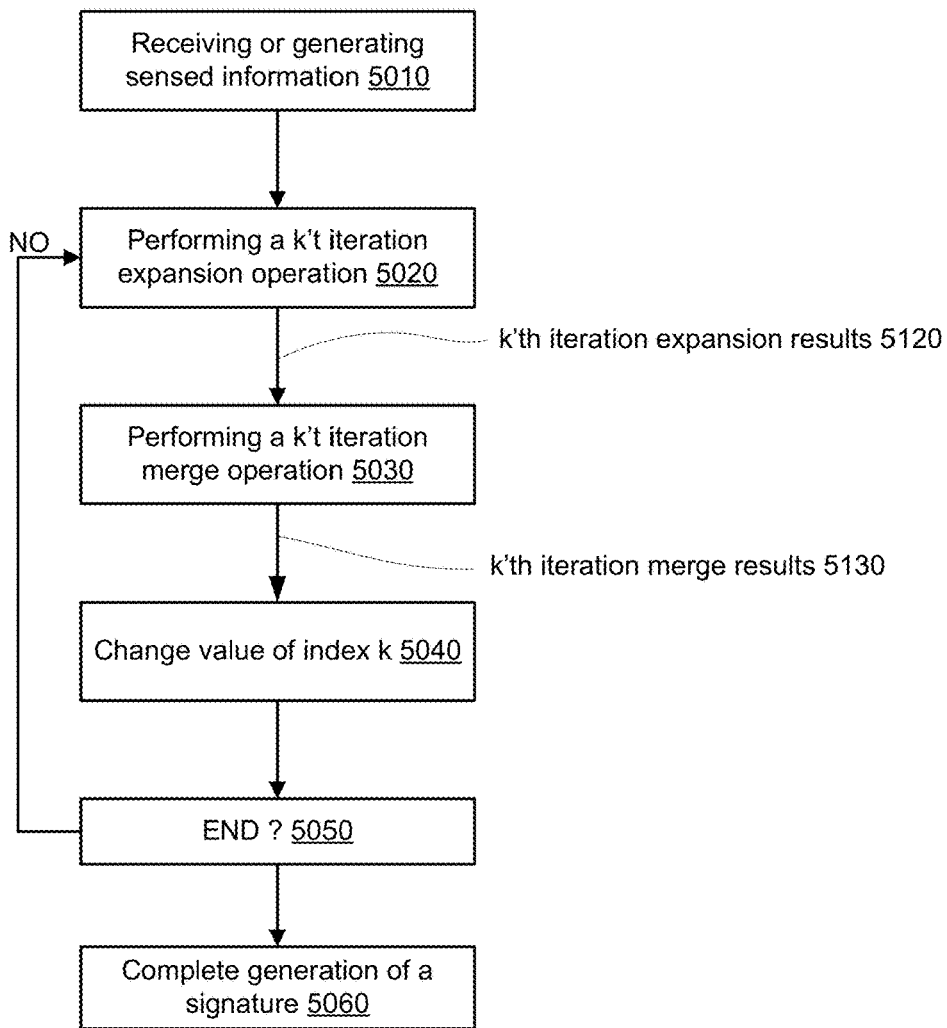 Receiving or generating
sensed information 5010
NO
Performing a k't iteration
expansion operation 5020
k'th iteration expansion results 5120
Performing a k't iteration
merge operation 5030
k'th iteration merge results 5130
Change value of index k 5040
END ? 5050
Complete generation of a
signature 5060